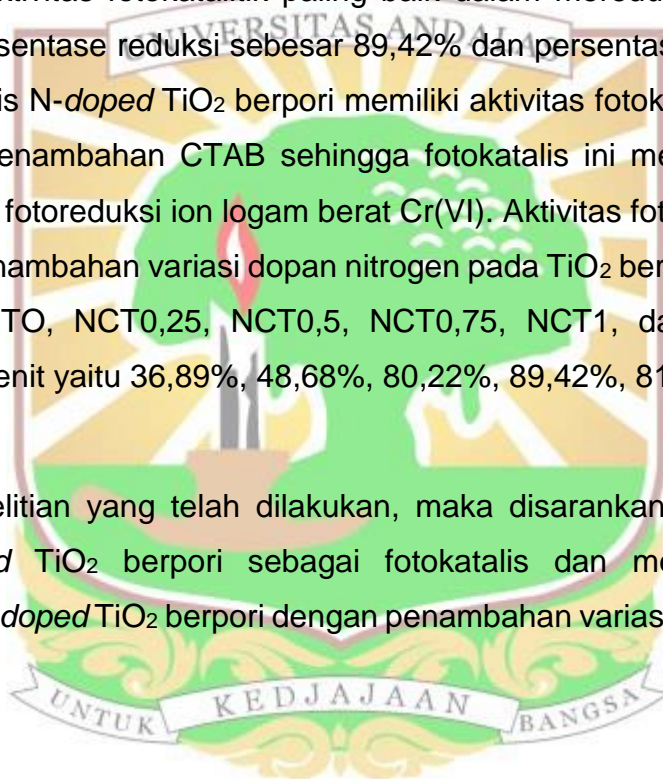 aktivitas fotokatalitik paling baik dalam mereduk
UNIVERSITAS ANDALAS
sentase reduksi sebesar 89,42% dan persentas
is N-doped TiO2 berpori memiliki aktivitas fotok
penambahan CTAB sehingga fotokatalis ini me
fotoreduksi ion logam berat Cr(VI). Aktivitas fot
nambahan variasi dopan nitrogen pada TiO2 ber
TO, NCT0,25, NCT0,5, NCT0,75, NCT1, da
enit yaitu 36,89%, 48,68%, 80,22%, 89,42%, 81
elitian yang telah dilakukan, maka disarankan
d TiO2 berpori sebagai fotokatalis dan me
doped TiO2 berpori dengan penambahan varias
UNTUK KEDJAJAAN BANGSA